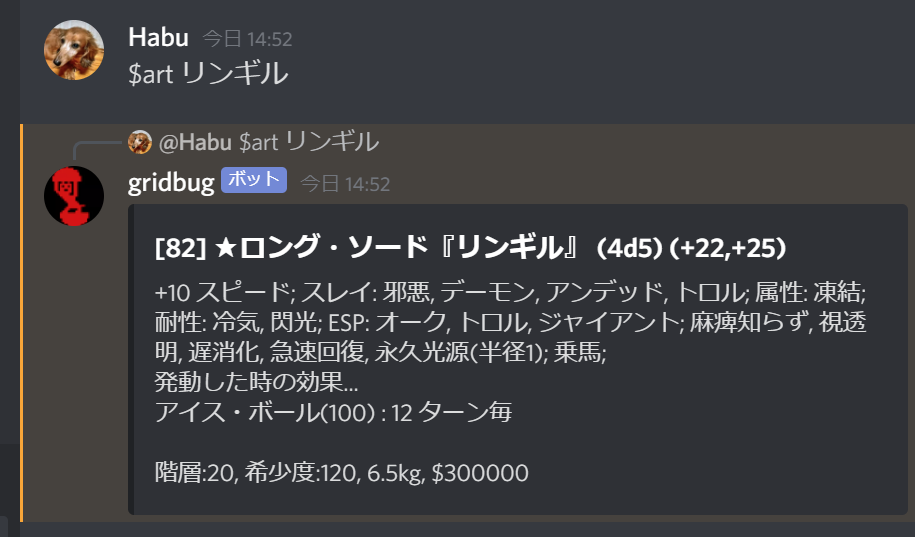 Habu 今日 14:52
$art リンギル
@Habu $art リンギル
gridbug ボット 今日 14:52
[82] ★ロング・ソード『リンギル』 (4d5) (+22,+25)
+10 スピード; スレイ: 邪悪, デーモン, アンデッド, トロル; 属性: 凍結;
耐性: 冷気, 閃光; ESP: オーク, トロル, ジャイアント; 麻痺知らず, 視透
明, 遅消化, 急速回復, 永久光源(半径1); 乗馬;
発動した時の効果...
アイス・ボール(100) : 12 ターン毎
階層:20, 希少度:120, 6.5kg, $300000